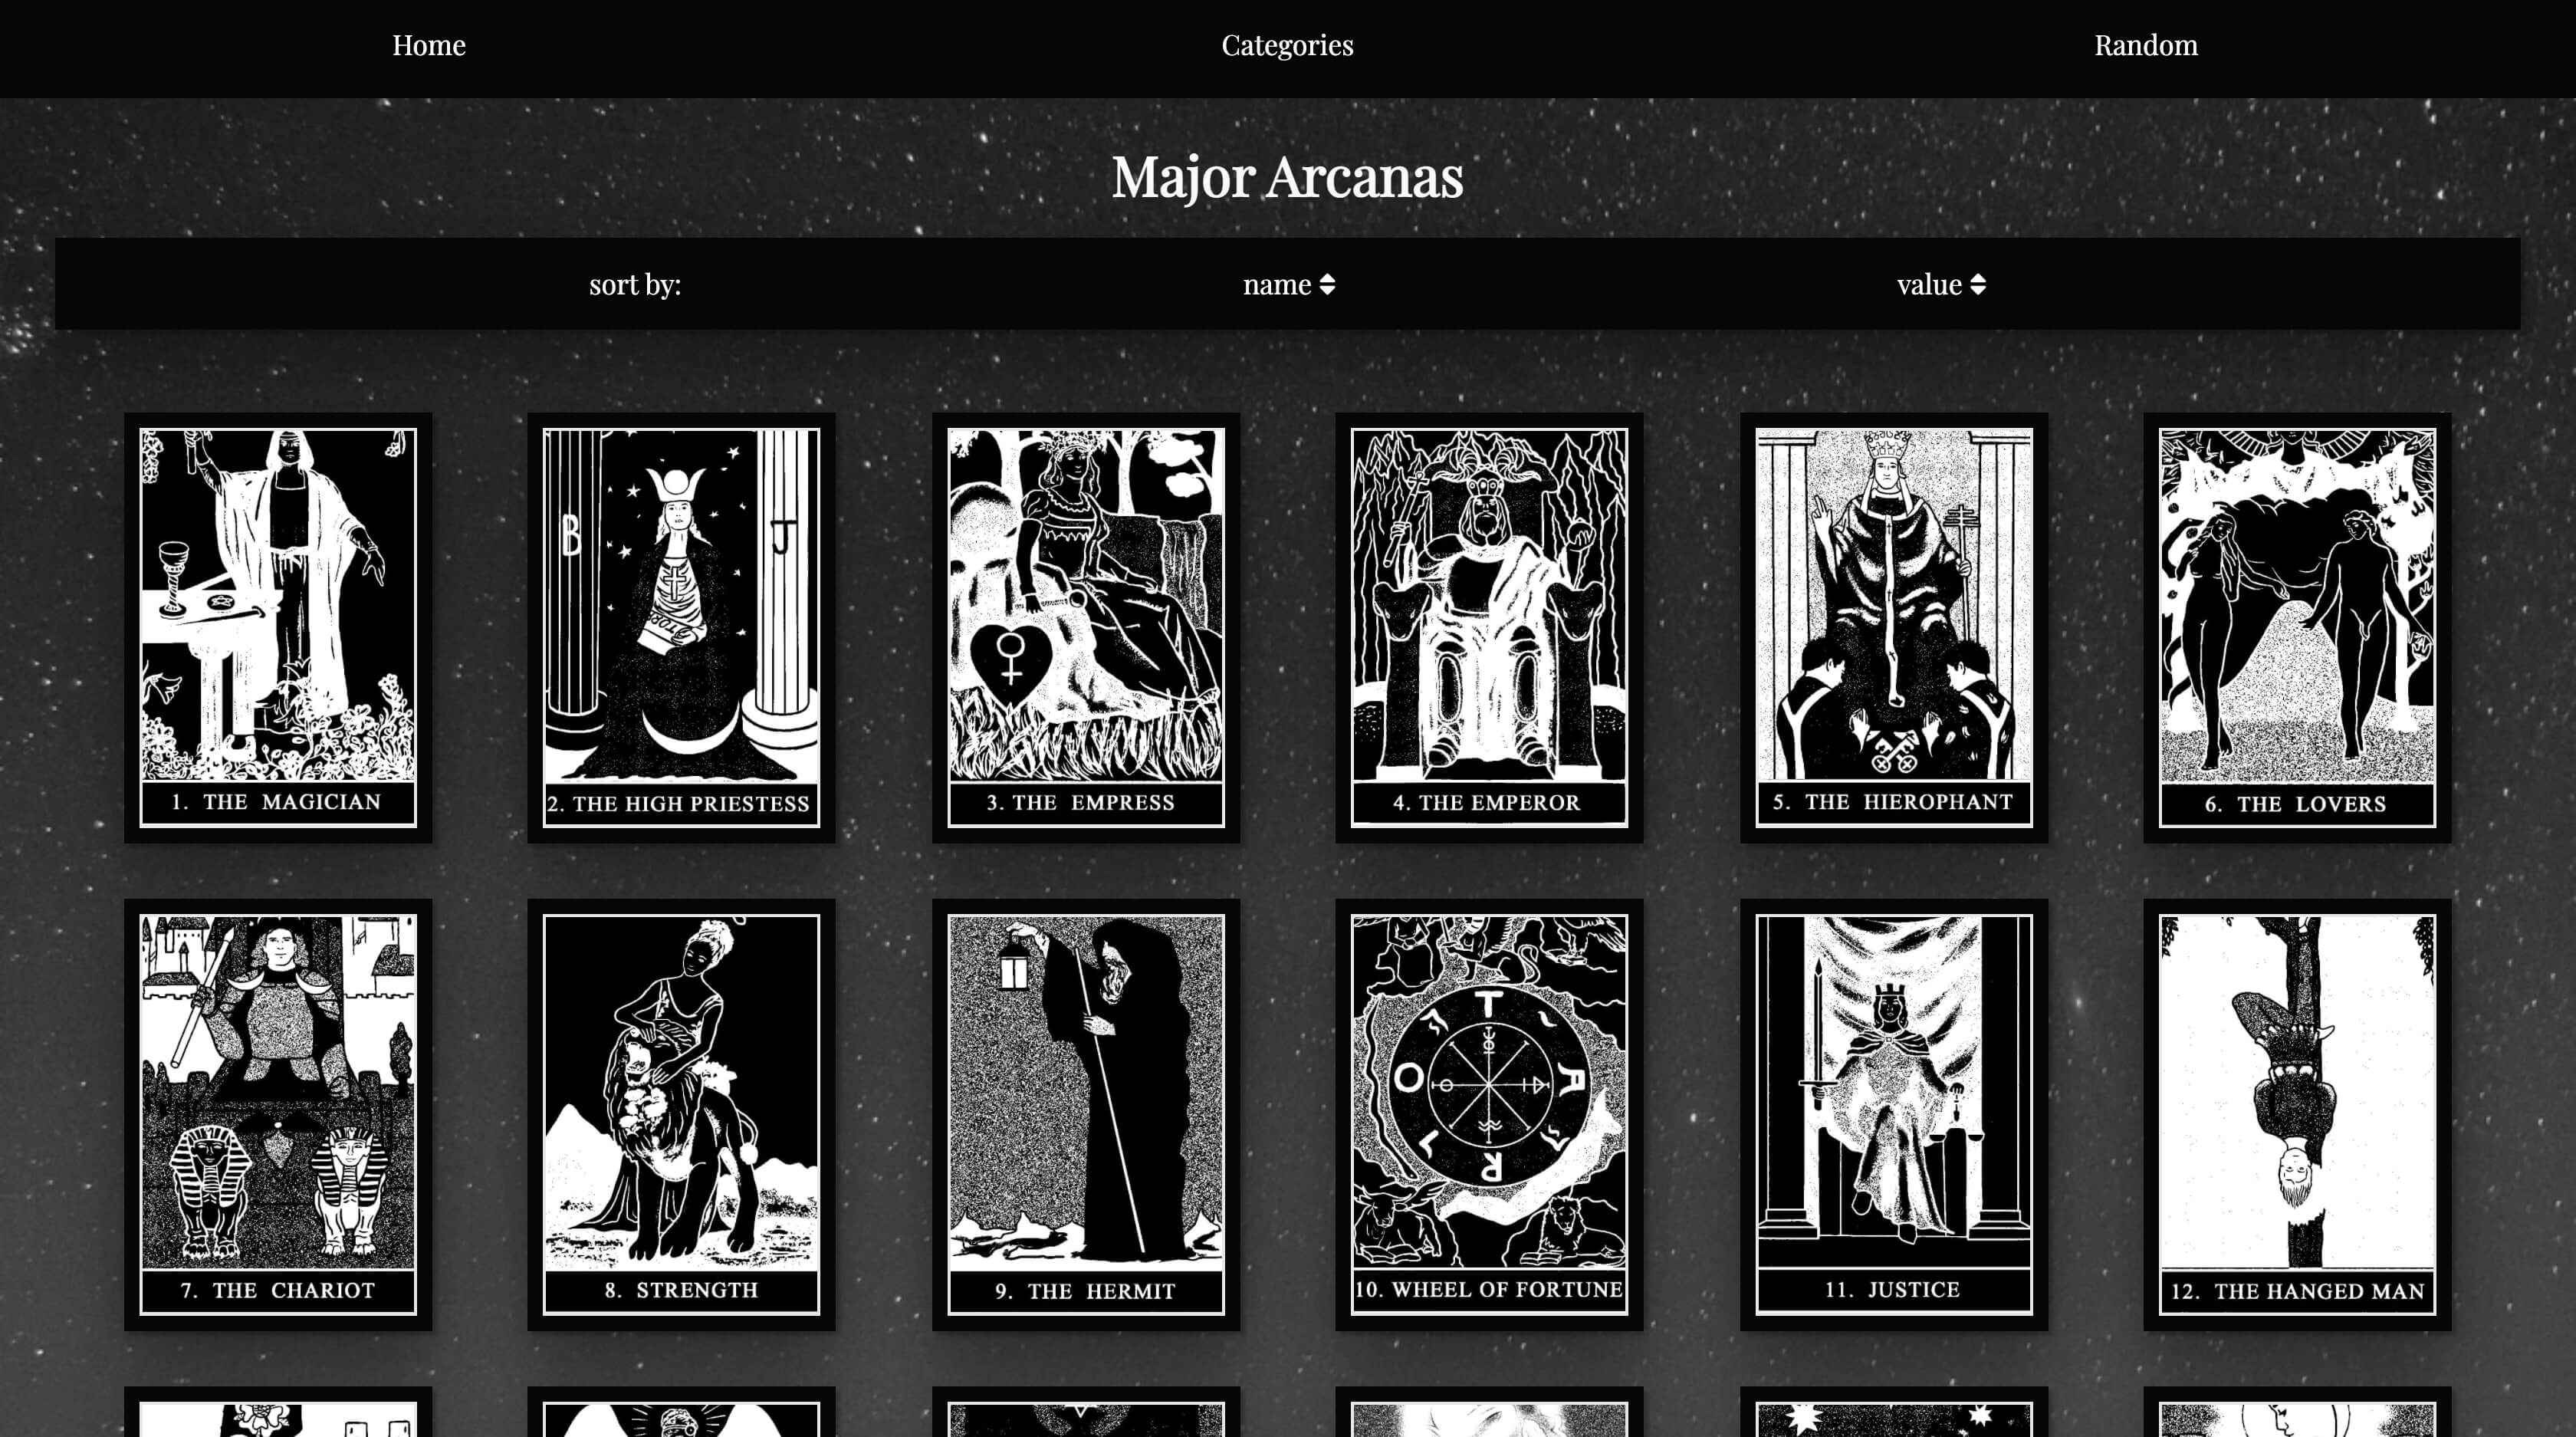 Home
Categories
Random
Major Arcanas
sort by:
name
value
B
J
1. THE MAGICIAN
2. THE HIGH PRIESTESS
3. THE EMPRESS
4. THE EMPEROR
5. THE HIEROPHANT
6. THE LOVERS
T
A
R
O
7. THE CHARIOT
8. STRENGTH
9. THE HERMIT
10. WHEEL OF FORTUNE
11. JUSTICE
12. THE HANGED MAN